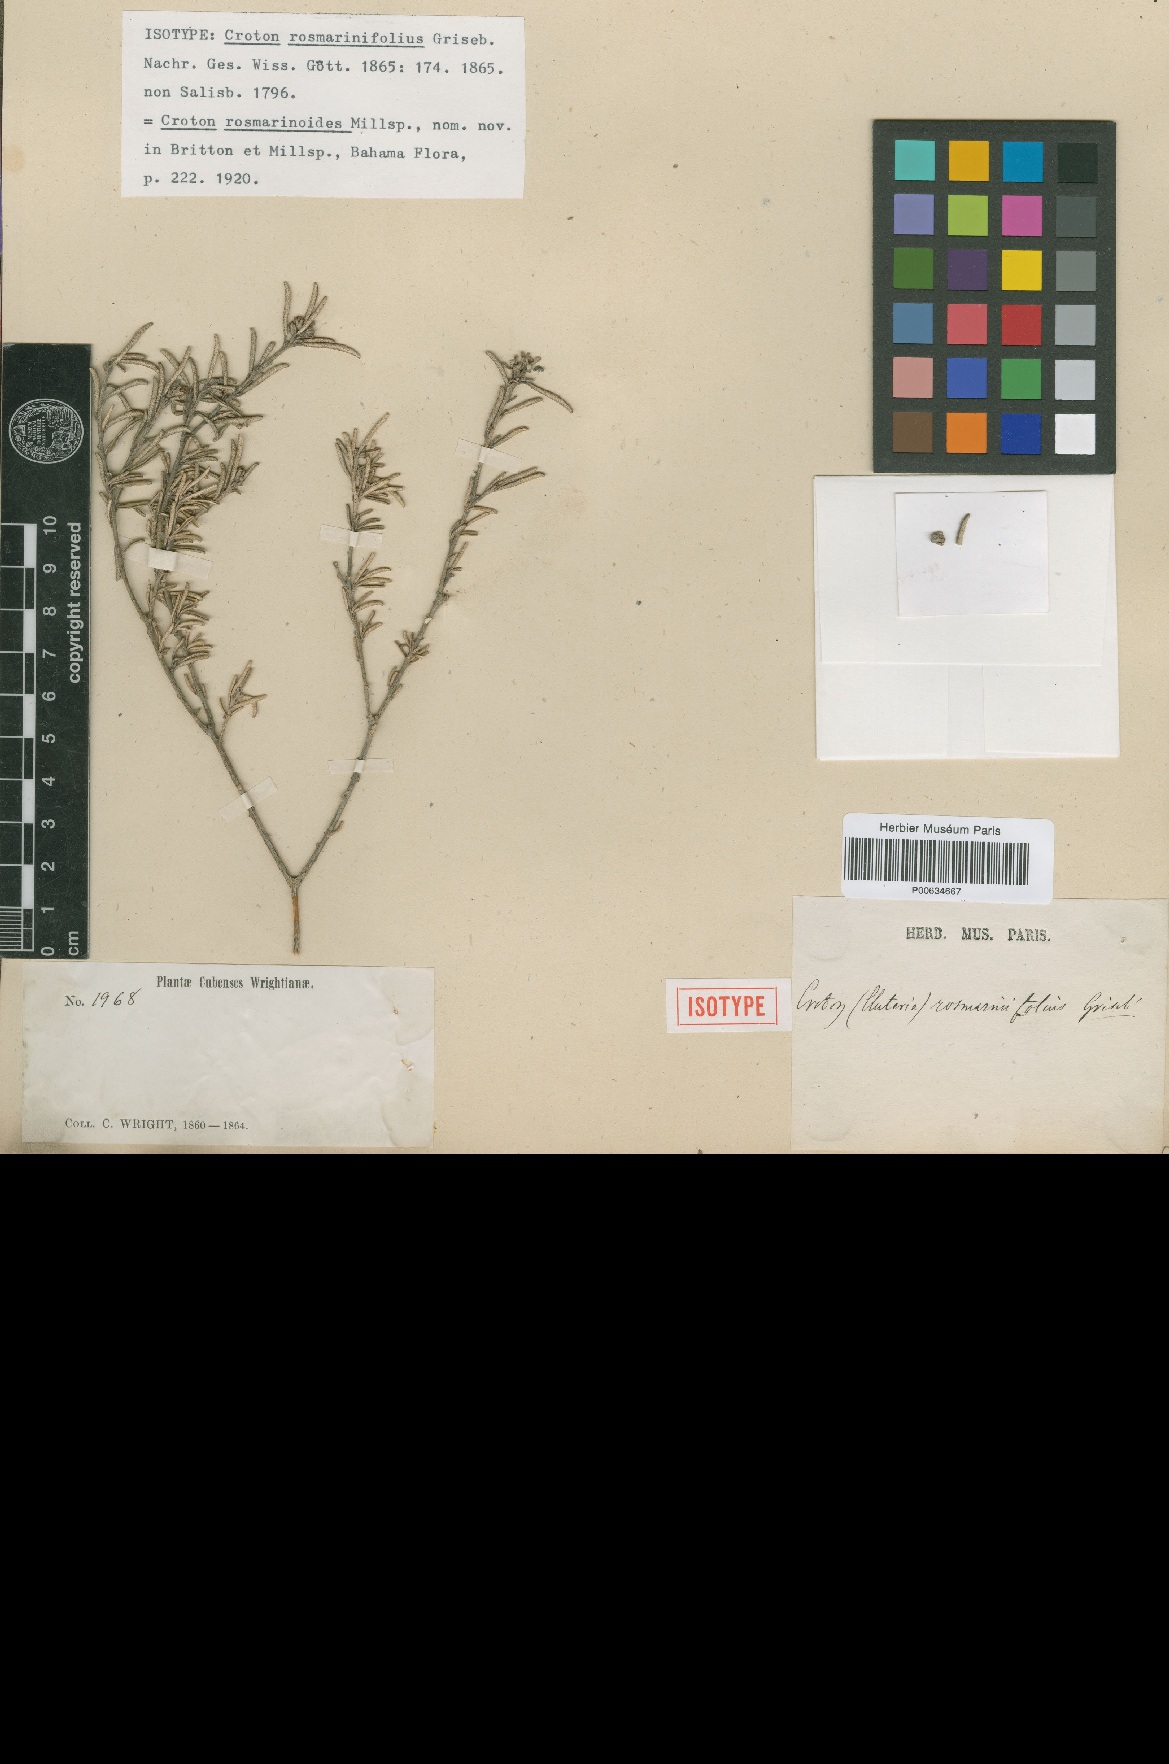 ISOTYPE: Croton rosmarinifolius Griseb.
Nachr. Ges. Wiss. Gött. 1865: 174. 1865.
non Salisb. 1796.
= Croton rosmarinoides Millsp., nom. nov.
in Britton et Millsp., Bahama Flora,
p. 222. 1920.
10
9
8
7
6
5
4
3
2
1
0
cm
copyright reserved
Herbier Muséum Paris
P00634667
HERB. MUS. PARIS.
Croton (Cluteria) rosmarinifolius Griseb.
ISOTYPE
Plantæ Cubenses Wrightianæ.
No. 1968
Coll. C. WRIGHT, 1860—1864.